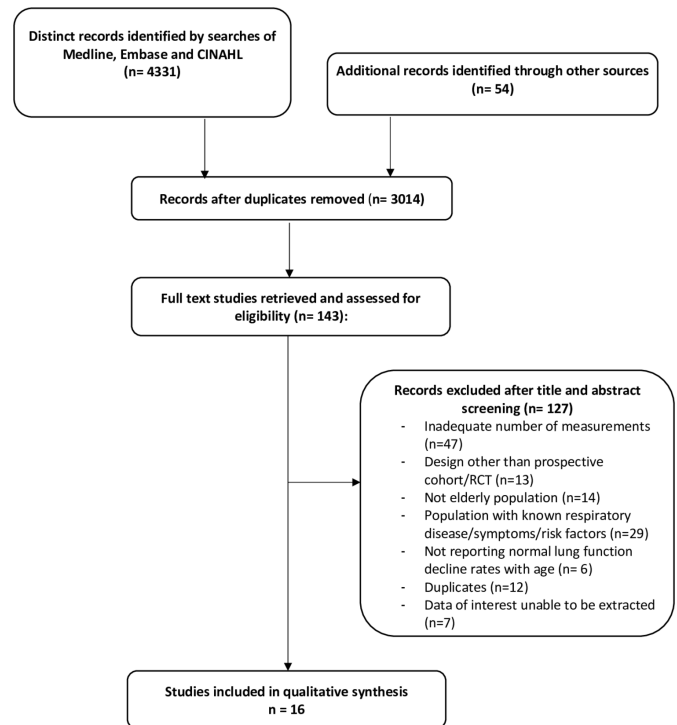 Distinct records identified by searches of
Medline, Embase and CINAHL
(n= 4331)
Additional records identified through other sources
(n= 54)
Records after duplicates removed (n= 3014)
Full text studies retrieved and assessed for
eligibility (n= 143):
Records excluded after title and abstract
screening (n= 127)
- Inadequate number of measurements
(n=47)
- Design other than prospective
cohort/RCT (n=13)
- Not elderly population (n=14)
- Population with known respiratory
disease/symptoms/risk factors (n=29)
- Not reporting normal lung function
decline rates with age (n= 6)
- Duplicates (n=12)
- Data of interest unable to be extracted
(n=7)
Studies included in qualitative synthesis
n = 16